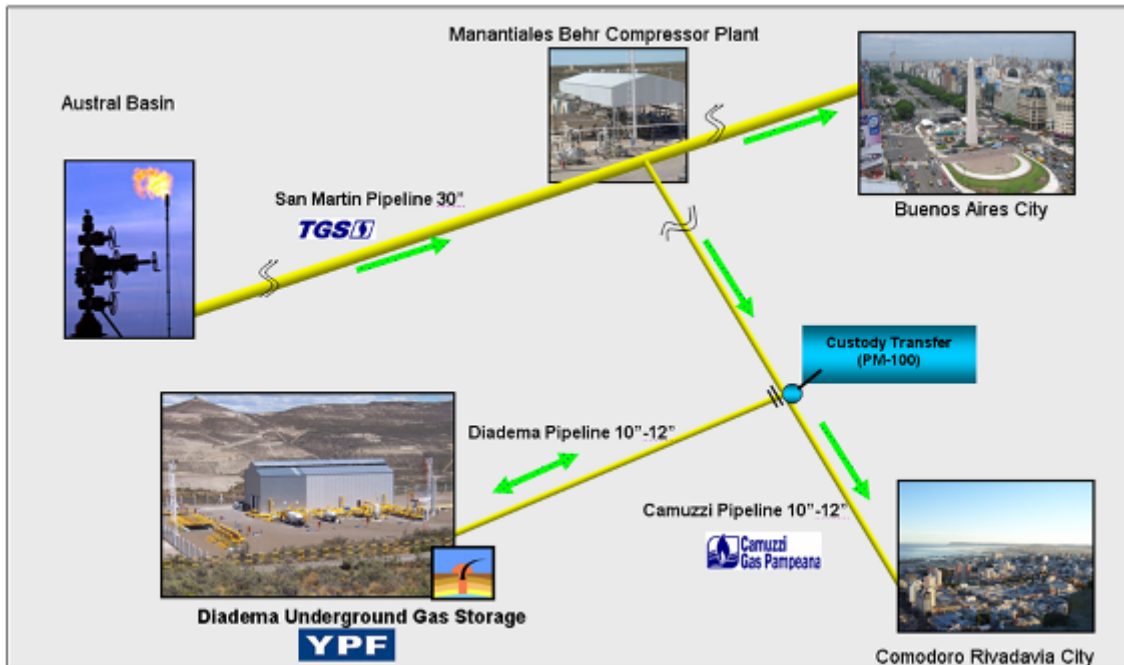 Manantiales Behr Compressor Plant
Austral Basin
San Martín Pipeline 30”
TGS
Buenos Aires City
Custody Transfer
(PM-100)
Diadema Pipeline 10”-12”
Camuzzi Pipeline 10”-12”
Camuzzi
Gas Pampeana
Diadema Underground Gas Storage
YPF
Comodoro Rivadavia City